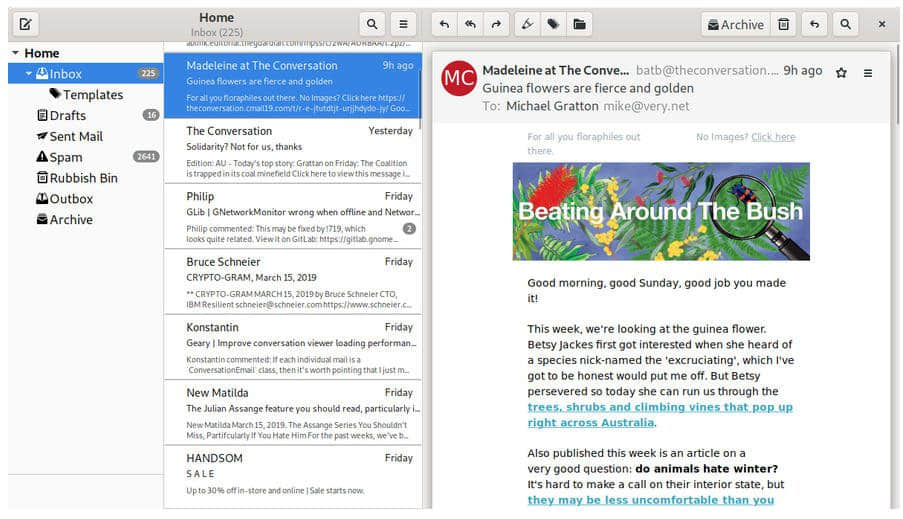 Home
Inbox (225)
Archive
Home
Inbox 225
Templates
Drafts 16
Sent Mail
Spam 2641
Rubbish Bin
Outbox
Archive
Madeleine at The Conversation 9h ago
Guinea flowers are fierce and golden
For all you floraphiles out there. No Images? Click here https://
Yesterday
The Conversation
Solidarity? Not for us, thanks
Edition: AU - Today's top story: Grattan on Friday: The Coalition
is trapped in its coal minefield Click here to view this message i…
Philip Friday
GLib | GNetworkMonitor wrong when offline and Networ…
Philip commented: This may be fixed by !719, which
looks quite related. View it on GitLab: https://gitlab.gnome… 2
Bruce Schneier Friday
CRYPTO-GRAM, March 15, 2019
** CRYPTO-GRAM MARCH 15, 2019 by Bruce Schneier CTO,
IBM Resilient schneier@schneier.com https://www.schneier.c…
Konstantin Friday
Geary | Improve conversation viewer loading performan…
Konstantin commented: If each individual mail is a
`ConversationEmail` class, then it's worth pointing that I just m…
New Matilda Friday
The Julian Assange feature you should read, particularly i…
New Matilda March 15, 2019. The Assange Series You Shouldn't
Miss, Partifcularly If You Hate Him For the past weeks, we've b…
HANDSOM Friday
S A L E
Up to 30% off in-store and online | Sale starts now.
MC
Madeleine at The Conve… batb@theconversation.… 9h ago
Guinea flowers are fierce and golden
To: Michael Gratton mike@very.net
For all you floraphiles out
there.
No Images? Click here
Beating Around The Bush
Good morning, good Sunday, good job you made
it!
This week, we're looking at the guinea flower.
Betsy Jackes first got interested when she heard of
a species nick-named the 'excruciating', which I've
got to be honest would put me off. But Betsy
persevered so today she can run us through the
trees, shrubs and climbing vines that pop up
right across Australia.
Also published this week is an article on a
very good question: do animals hate winter?
It's hard to make a call on their interior state, but
they may be less uncomfortable than you